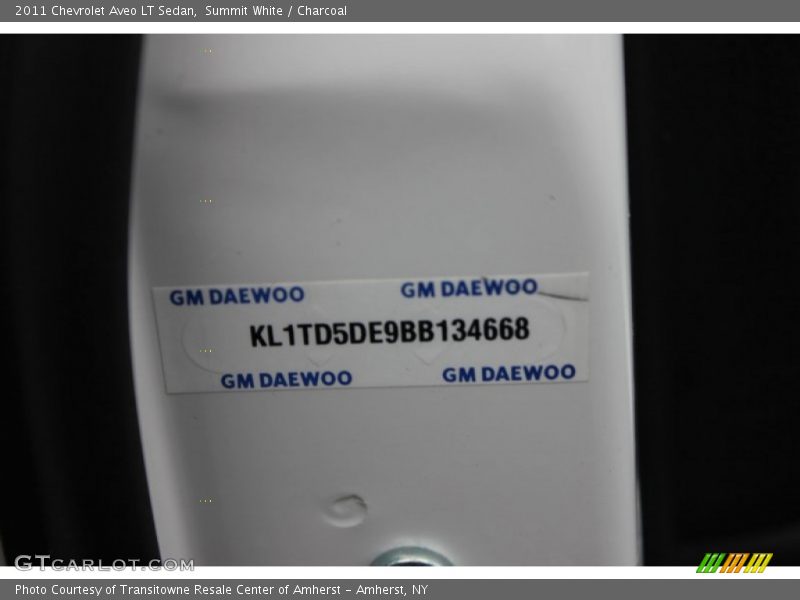 2011 Chevrolet Aveo LT Sedan,  Summit White / Charcoal
GM DAEWOO GM DAEWOO
KL1TD5DE9BB134668
GM DAEWOO GM DAEWOO
GTCARLOT.COM
Photo Courtesy of Transitowne Resale Center of Amherst - Amherst, NY